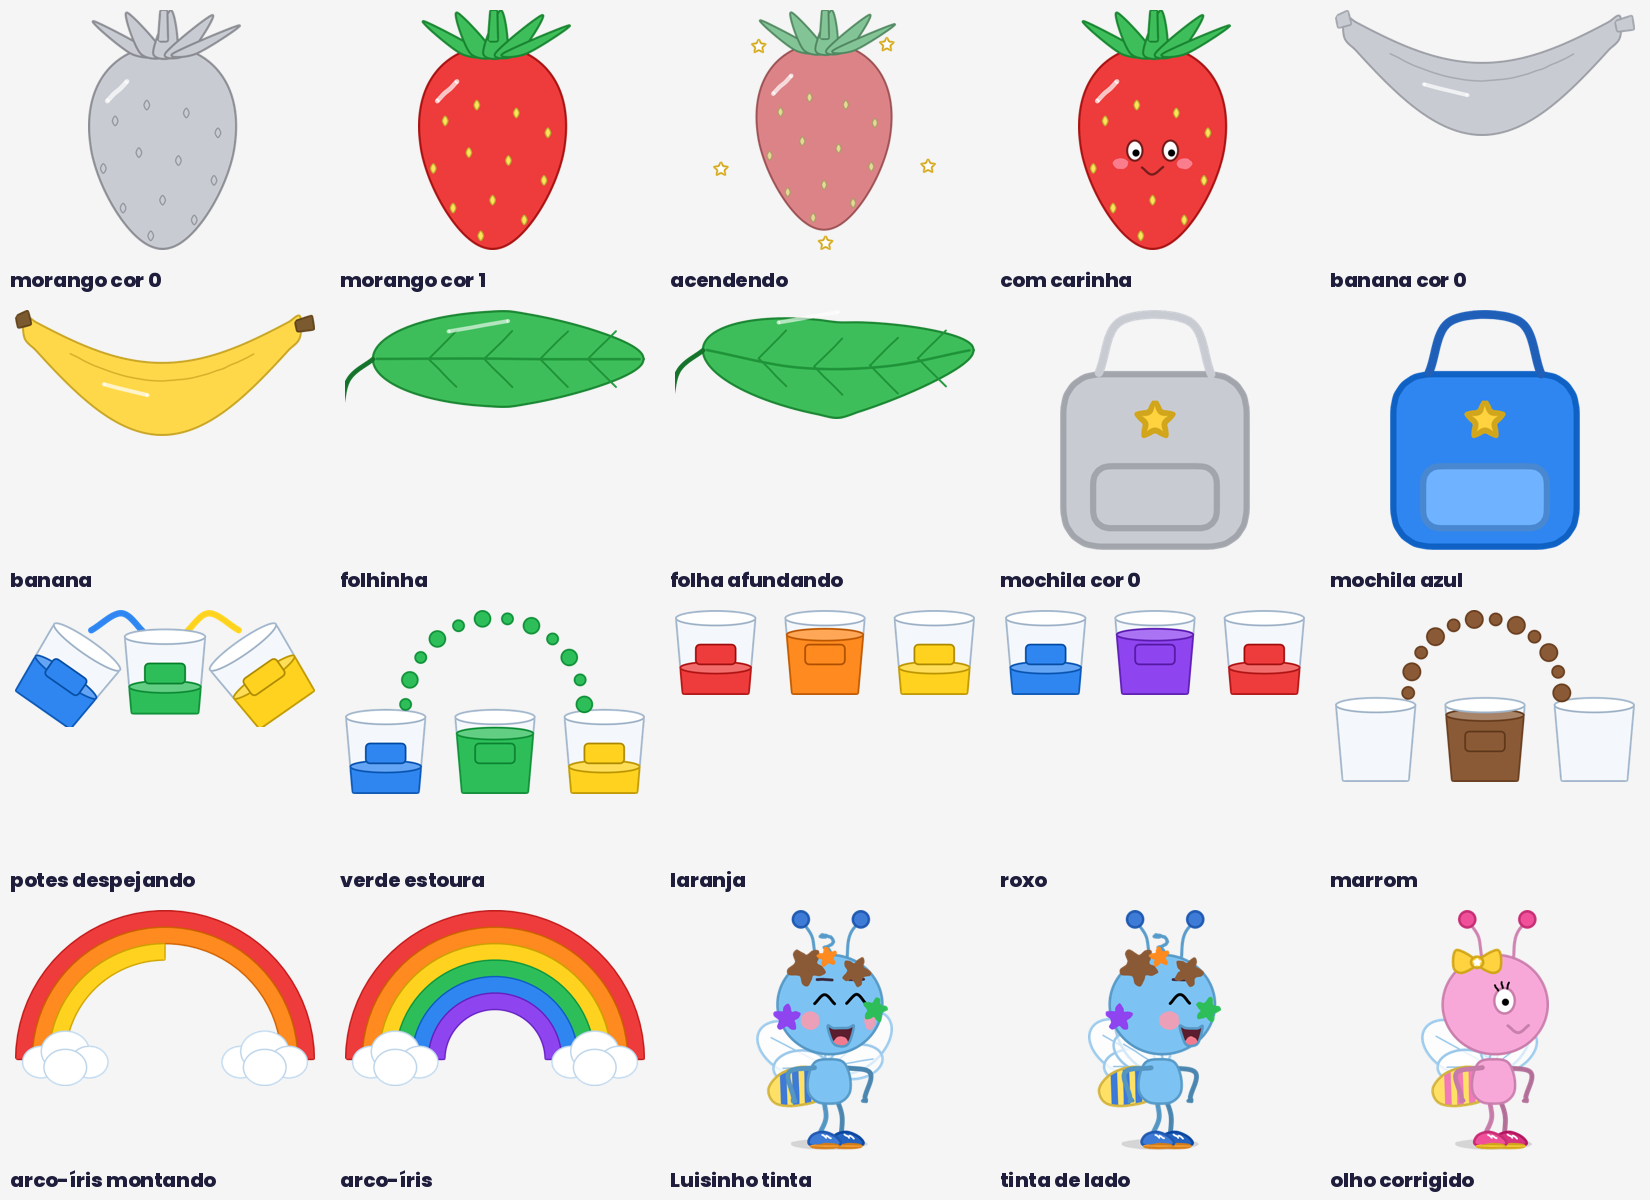 morango cor 0
morango cor 1
acendendo
com carinha
banana cor 0
banana
folhinha
folha afundando
mochila cor 0
mochila azul
potes despejando
verde estoura
laranja
roxo
marrom
arco-íris montando
arco-íris
Luisinho tinta
tinta de lado
olho corrigido